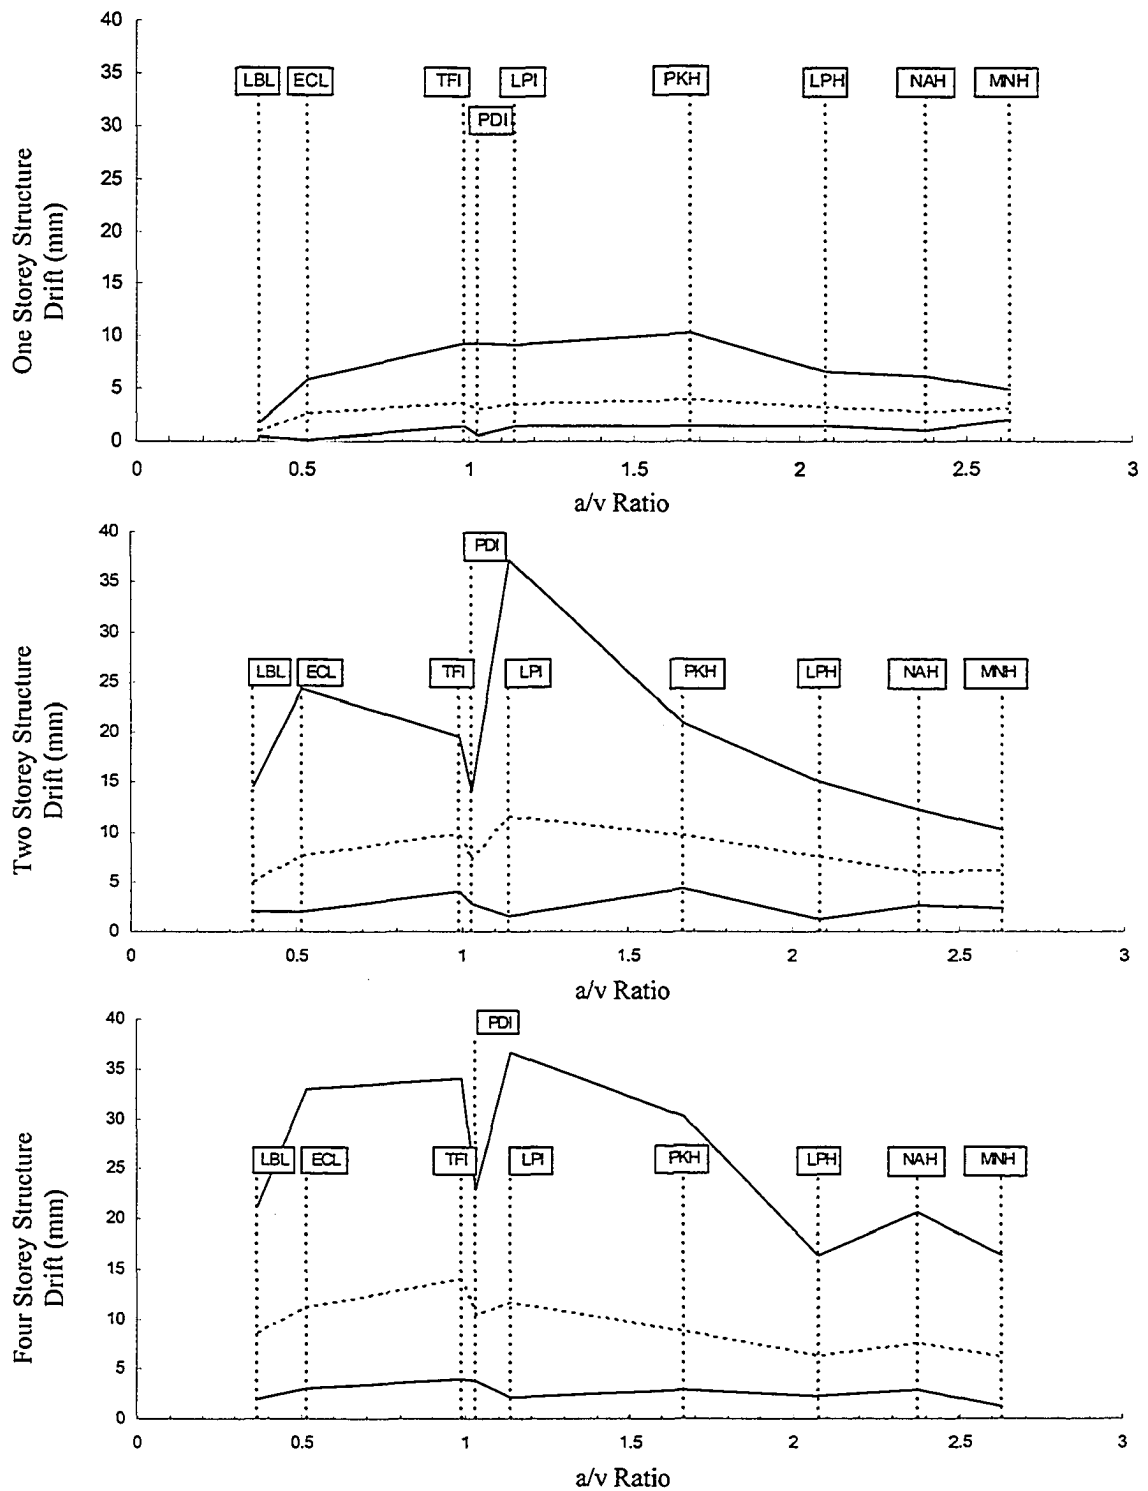 40
35
30
25
20
15
10
5
0
One Storey Structure
Drift (mm)
LBL ECL TFI LPI PKH LPH NAH MNH
PDI
0 0.5 1 1.5 2 2.5 3
a/v Ratio
40
35
30
25
20
15
10
5
0
Two Storey Structure
Drift (mm)
PDI
LBL ECL TFI LPI PKH LPH NAH MNH
0 0.5 1 1.5 2 2.5 3
a/v Ratio
40
35
30
25
20
15
10
5
0
Four Storey Structure
Drift (mm)
PDI
LBL ECL TFI LPI PKH LPH NAH MNH
0 0.5 1 1.5 2 2.5 3
a/v Ratio